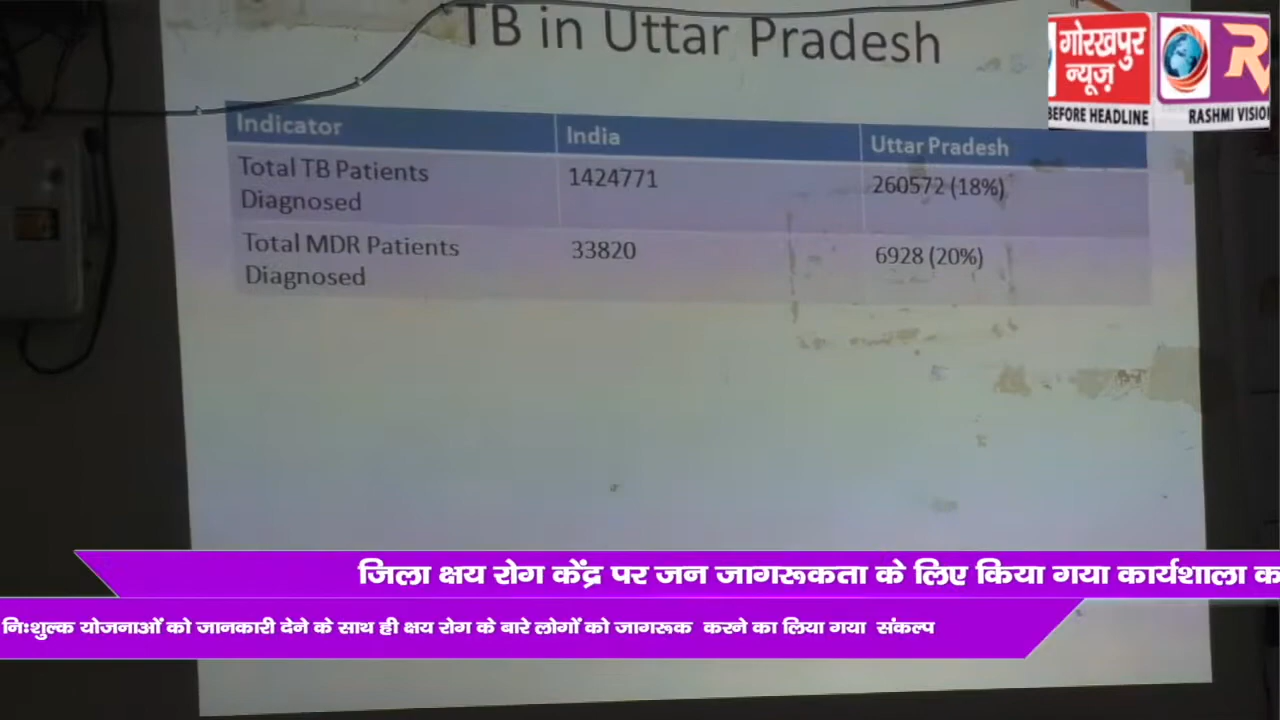 TB in Uttar Pradesh
गोरखपुर
न्यूज़
R
BEFORE HEADLINE
RASHMI VISIO
Indicator India Uttar Pradesh
Total TB Patients
Diagnosed
1424771 260572 (18%)
Total MDR Patients
Diagnosed
33820 6928 (20%)
जिला क्षय रोग केंद्र पर जन जागरूकता के लिए किया गया कार्यशाला क
निःशुल्क योजनाओं को जानकारी देने के साथ ही क्षय रोग के बारे लोगों को जागरूक करने का लिया गया संकल्प